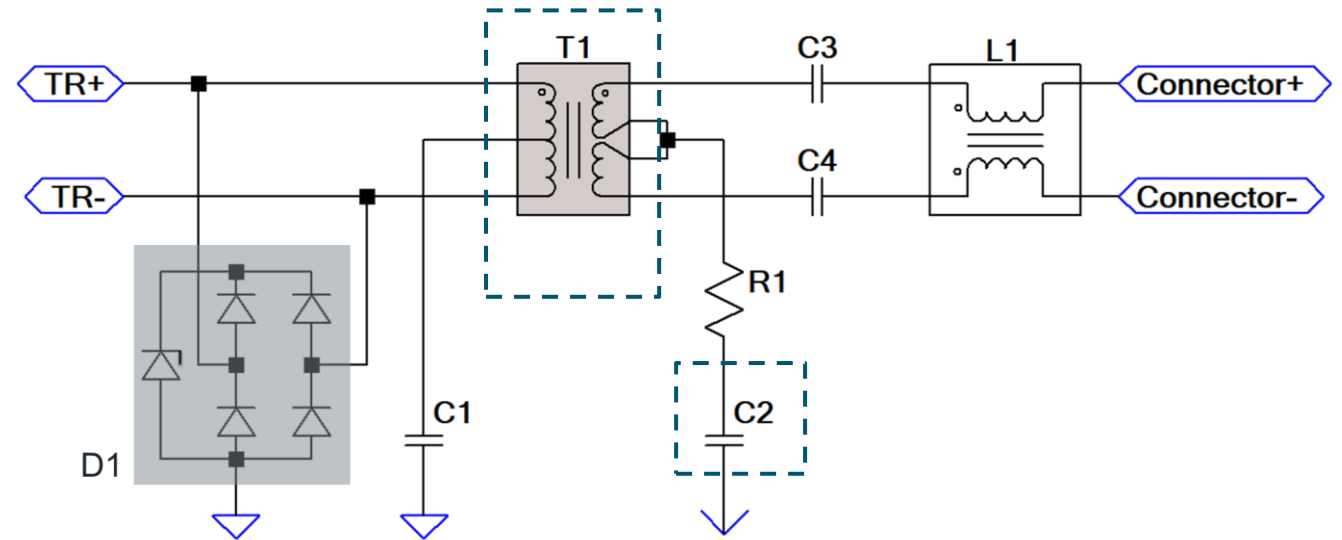 T1
C3
L1
TR+
Connector+
C4
TR-
Connector-
R1
C1
C2
D1